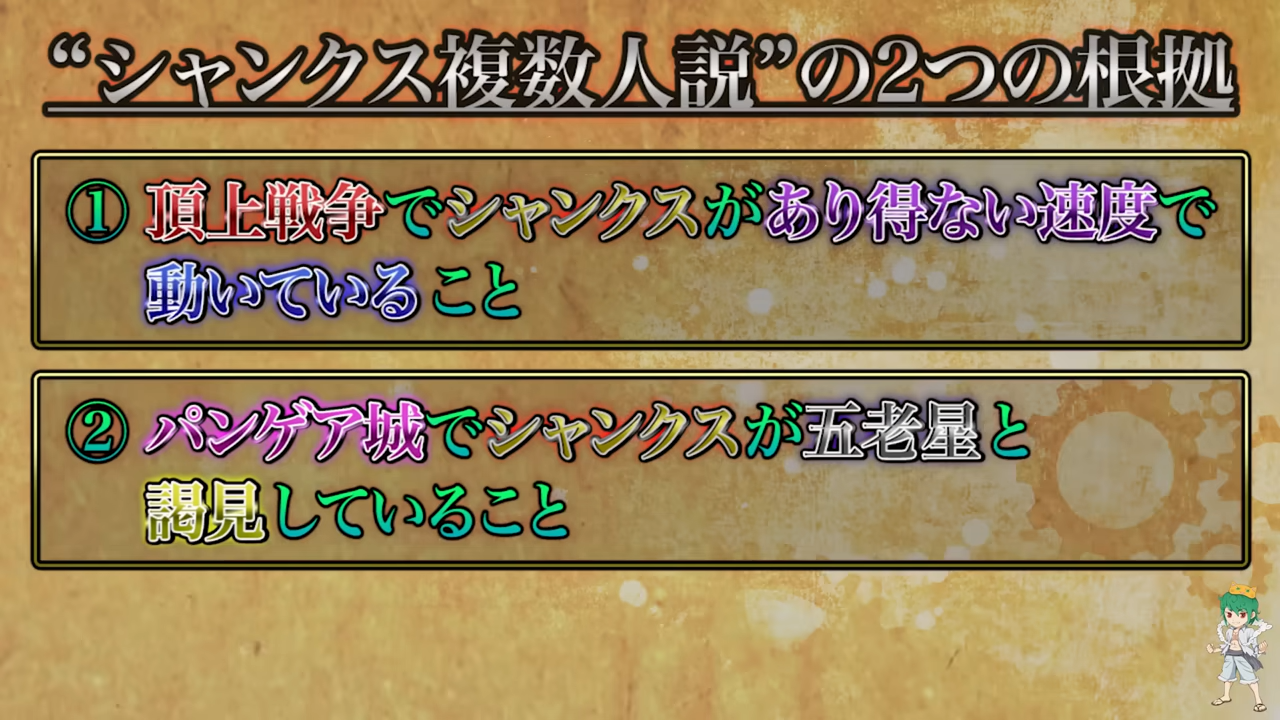 “シャンクス複数人説”の2つの根拠
① 頂上戦争でシャンクスがあり得ない速度で
動いていること
② パンゲア城でシャンクスが五老星と
謁見していること